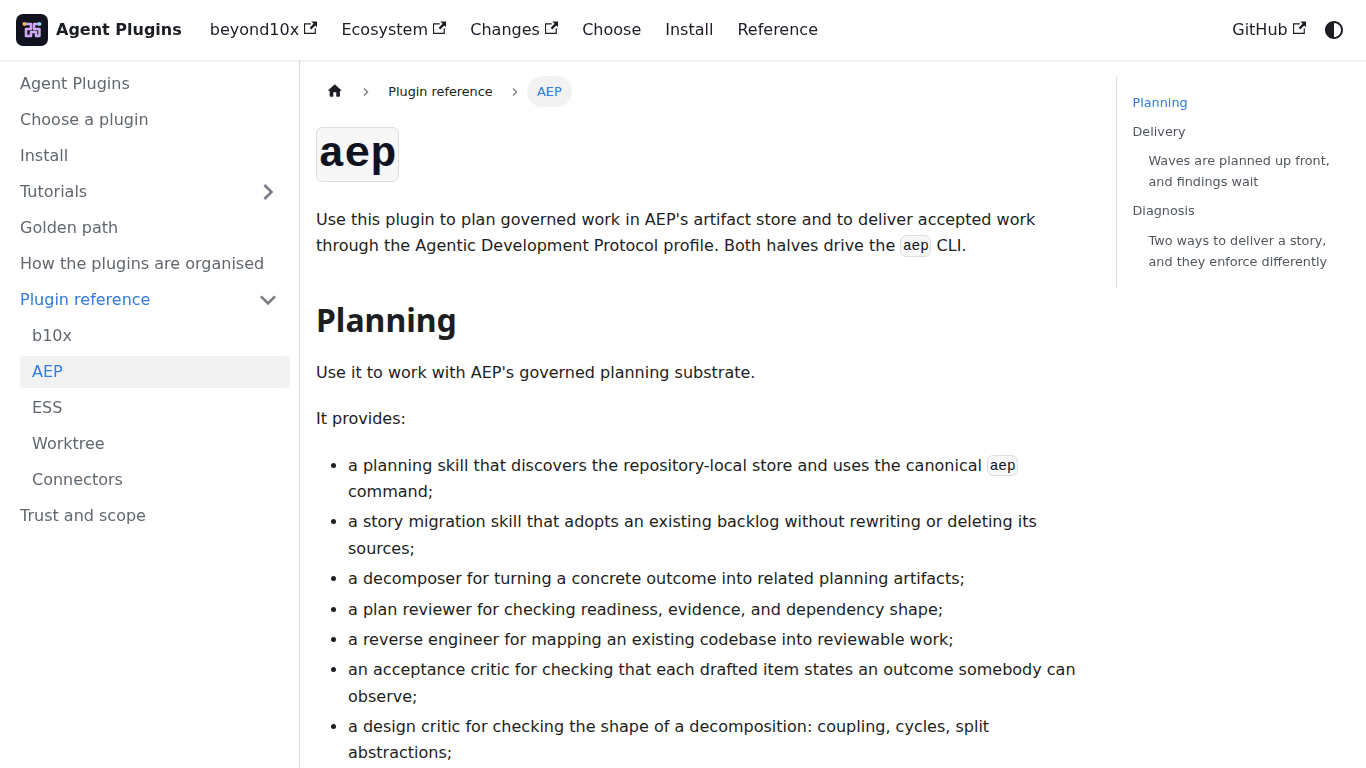 Agent Plugins
beyond10x
Ecosystem
Changes
Choose
Install
Reference
GitHub
Agent Plugins
Choose a plugin
Install
Tutorials
Golden path
How the plugins are organised
Plugin reference
b10x
AEP
ESS
Worktree
Connectors
Trust and scope
Plugin reference
AEP
aep
Use this plugin to plan governed work in AEP's artifact store and to deliver accepted work
through the Agentic Development Protocol profile. Both halves drive the aep CLI.
Planning
Use it to work with AEP's governed planning substrate.
It provides:
a planning skill that discovers the repository-local store and uses the canonical aep
command;
a story migration skill that adopts an existing backlog without rewriting or deleting its
sources;
a decomposer for turning a concrete outcome into related planning artifacts;
a plan reviewer for checking readiness, evidence, and dependency shape;
a reverse engineer for mapping an existing codebase into reviewable work;
an acceptance critic for checking that each drafted item states an outcome somebody can
observe;
a design critic for checking the shape of a decomposition: coupling, cycles, split
abstractions;
Planning
Delivery
Waves are planned up front,
and findings wait
Diagnosis
Two ways to deliver a story,
and they enforce differently